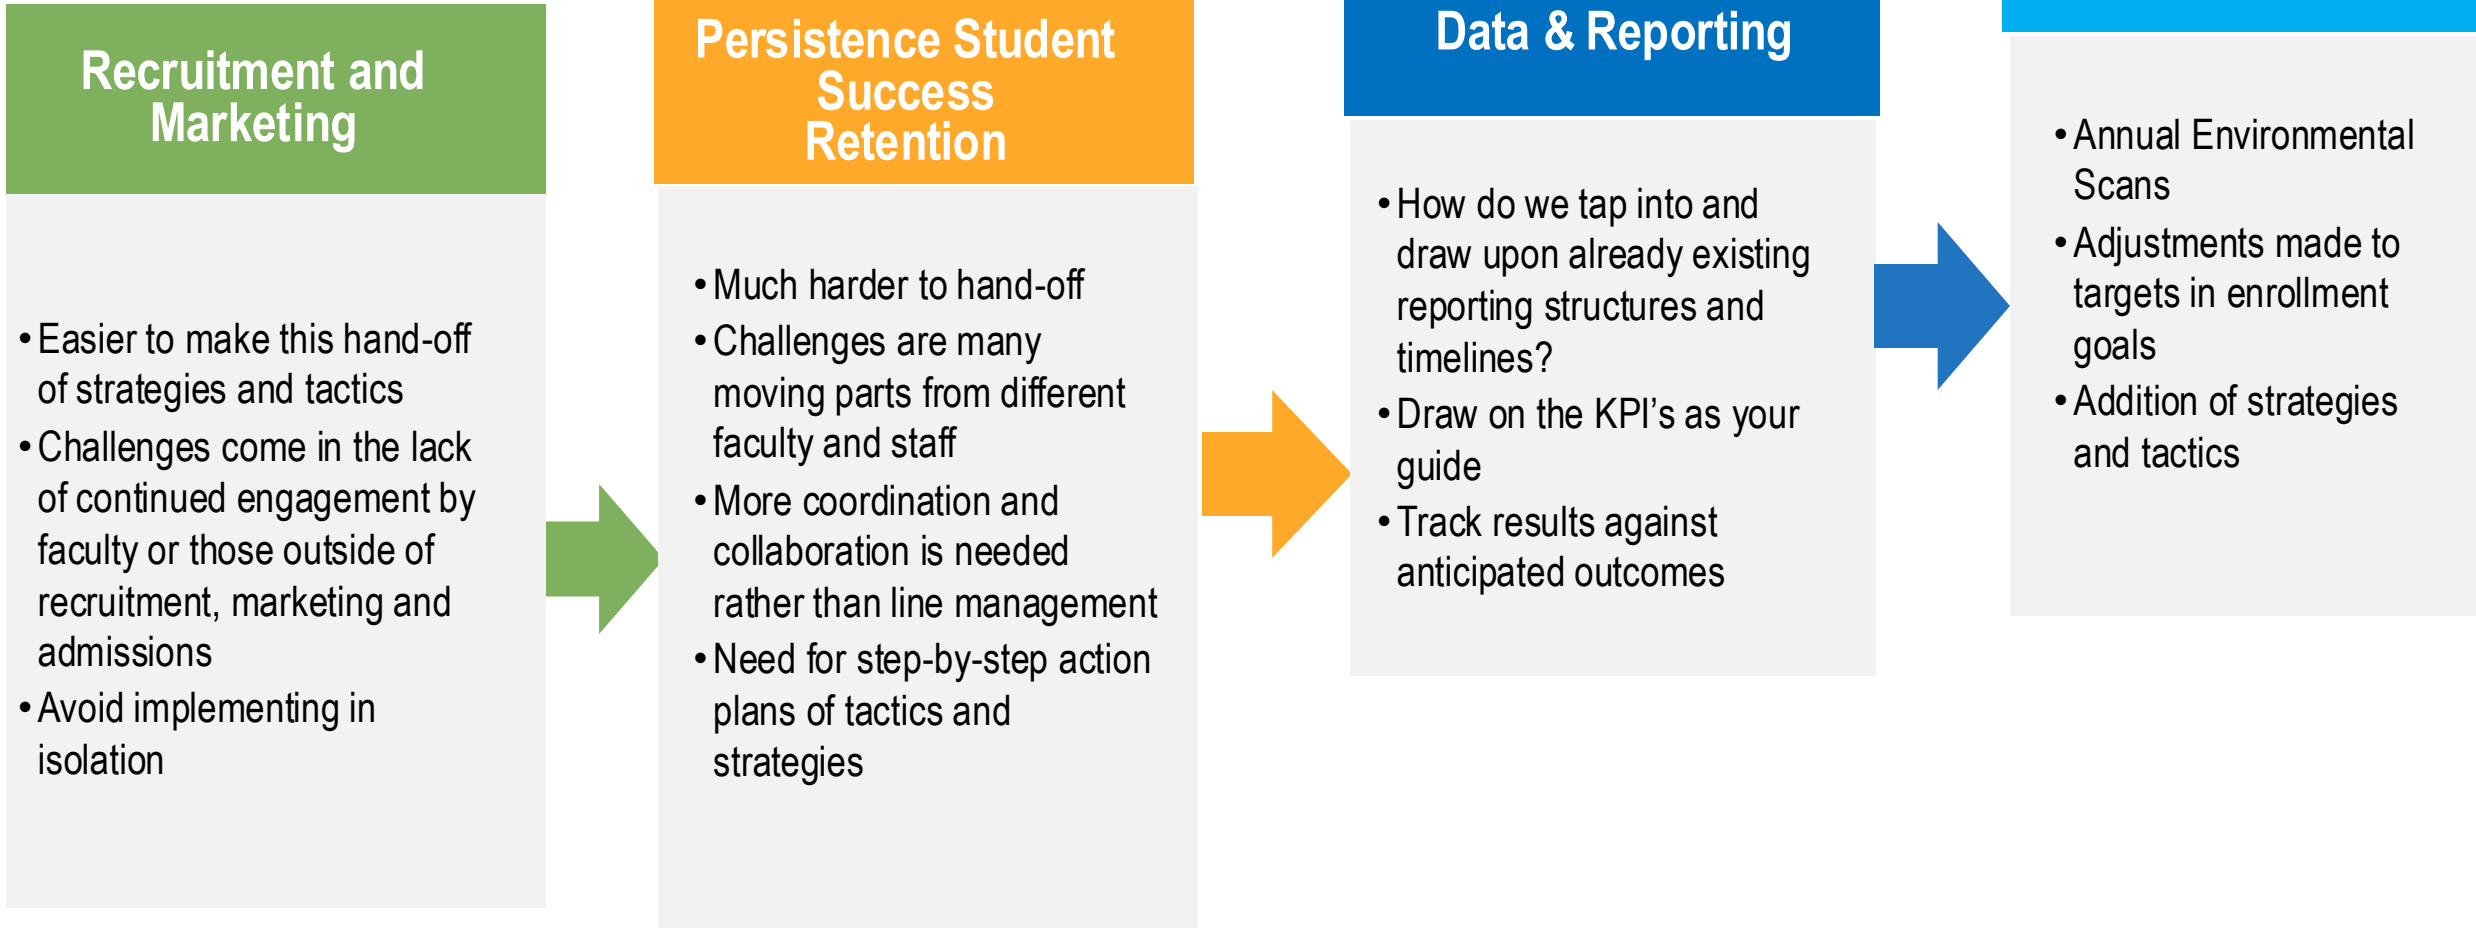 Recruitment and
Marketing
• Easier to make this hand-off
of strategies and tactics
• Challenges come in the lack
of continued engagement by
faculty or those outside of
recruitment, marketing and
admissions
• Avoid implementing in
isolation
Persistence Student
Success
Retention
• Much harder to hand-off
• Challenges are many
moving parts from different
faculty and staff
• More coordination and
collaboration is needed
rather than line management
• Need for step-by-step action
plans of tactics and
strategies
Data & Reporting
• How do we tap into and
draw upon already existing
reporting structures and
timelines?
• Draw on the KPI’s as your
guide
• Track results against
anticipated outcomes
• Annual Environmental
Scans
• Adjustments made to
targets in enrollment
goals
• Addition of strategies
and tactics